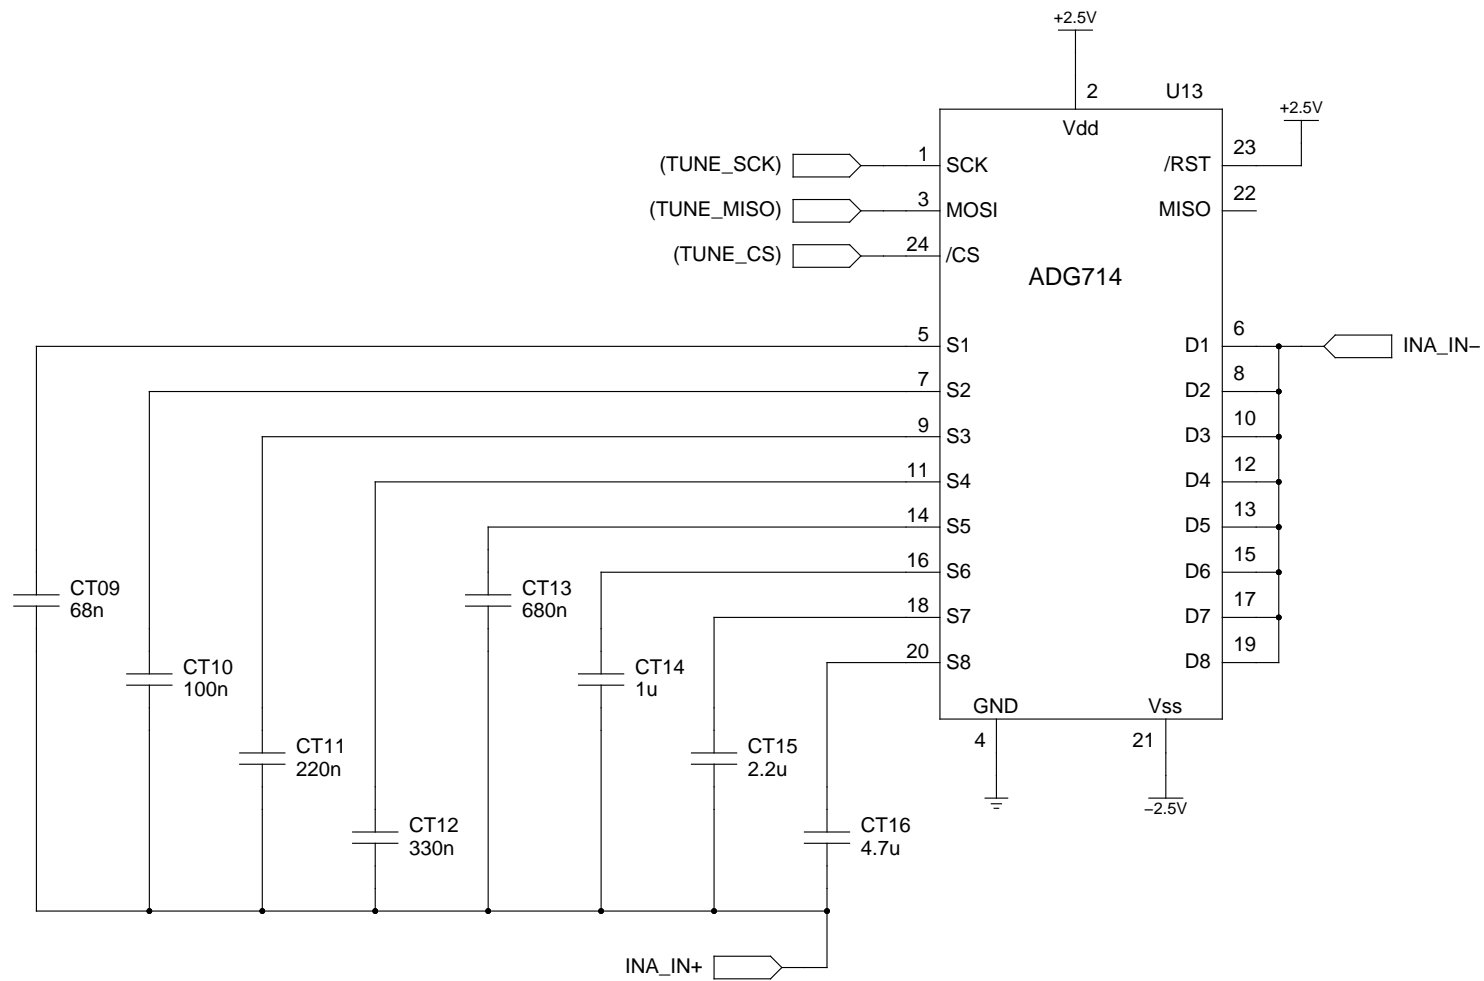 +2.5V
2
U13
+2.5V
Vdd
(TUNE_SCK)
1
SCK
/RST
23
(TUNE_MISO)
3
MOSI
MISO
22
(TUNE_CS)
24
/CS
ADG714
5
S1
D1
6
INA_IN−
7
S2
D2
8
9
S3
D3
10
11
S4
D4
12
14
S5
D5
13
16
S6
D6
15
18
S7
D7
17
20
S8
D8
19
CT09
68n
CT13
680n
CT10
100n
CT14
1u
GND
Vss
4
21
−2.5V
CT11
220n
CT15
2.2u
CT12
330n
CT16
4.7u
INA_IN+